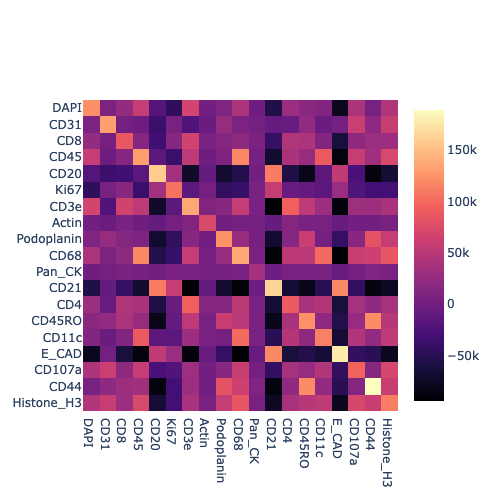 DAPI
CD31
CD8
CD45
CD20
Ki67
CD3e
Actin
Podoplanin
CD68
Pan_CK
CD21
CD4
CD45RO
CD11c
E_CAD
CD107a
CD44
Histone_H3
DAPI
CD31
CD8
CD45
CD20
Ki67
CD3e
Actin
Podoplanin
CD68
Pan_CK
CD21
CD4
CD45RO
CD11c
E_CAD
CD107a
CD44
Histone_H3
150k
100k
50k
0
−50k